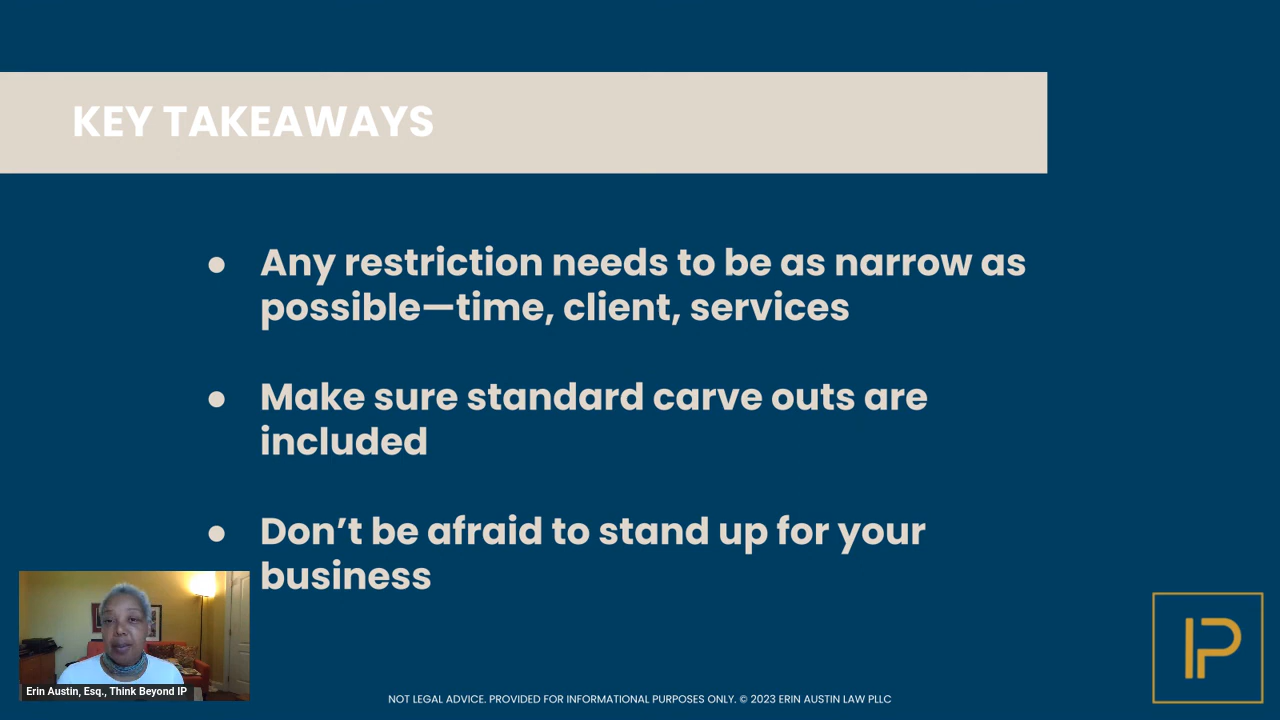 KEY TAKEAWAYS
● Any restriction needs to be as narrow as
possible—time, client, services
● Make sure standard carve outs are
included
● Don’t be afraid to stand up for your
business
Erin Austin, Esq., Think Beyond IP
NOT LEGAL ADVICE. PROVIDED FOR INFORMATIONAL PURPOSES ONLY. © 2023 ERIN AUSTIN LAW PLLC
IP